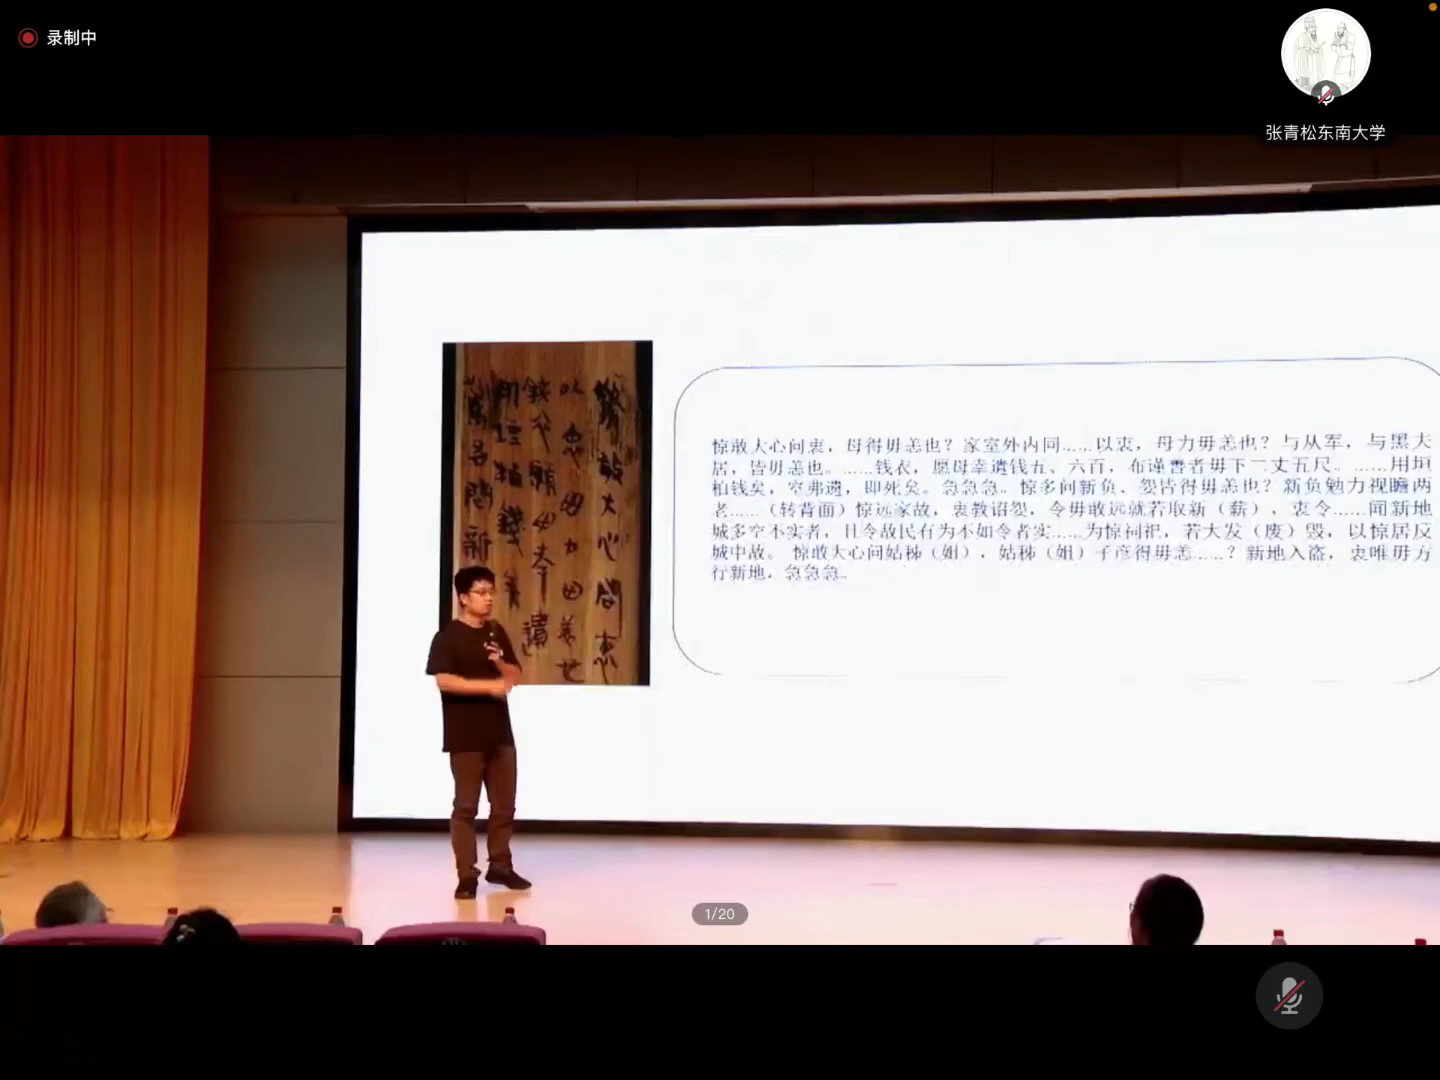 录制中
张青松东南大学
惊敢大心问衷，母得毋恙也？家室外内同……以衷，母力毋恙也？与从军，与黑夫
居，皆毋恙也。……钱衣，愿母幸遗钱五、六百，布谨善者毋下二丈五尺。……用垣
柏钱矣，室弗遗，即死矣。急急急。惊多问新负、妴皆得毋恙也？新负勉力视瞻两
老……（转背面）惊远家故，衷教诏妴，令毋敢远就若取新（薪），衷令……闻新地
城多空不实者，且令故民有为不如令者实……为惊祠祀，若大发（废）毁，以惊居反
城中故。 惊敢大心问姑秭（姐），姑秭（姐）子彦得毋恙……？新地入盗，衷唯毋方
行新地，急急急。
1/20